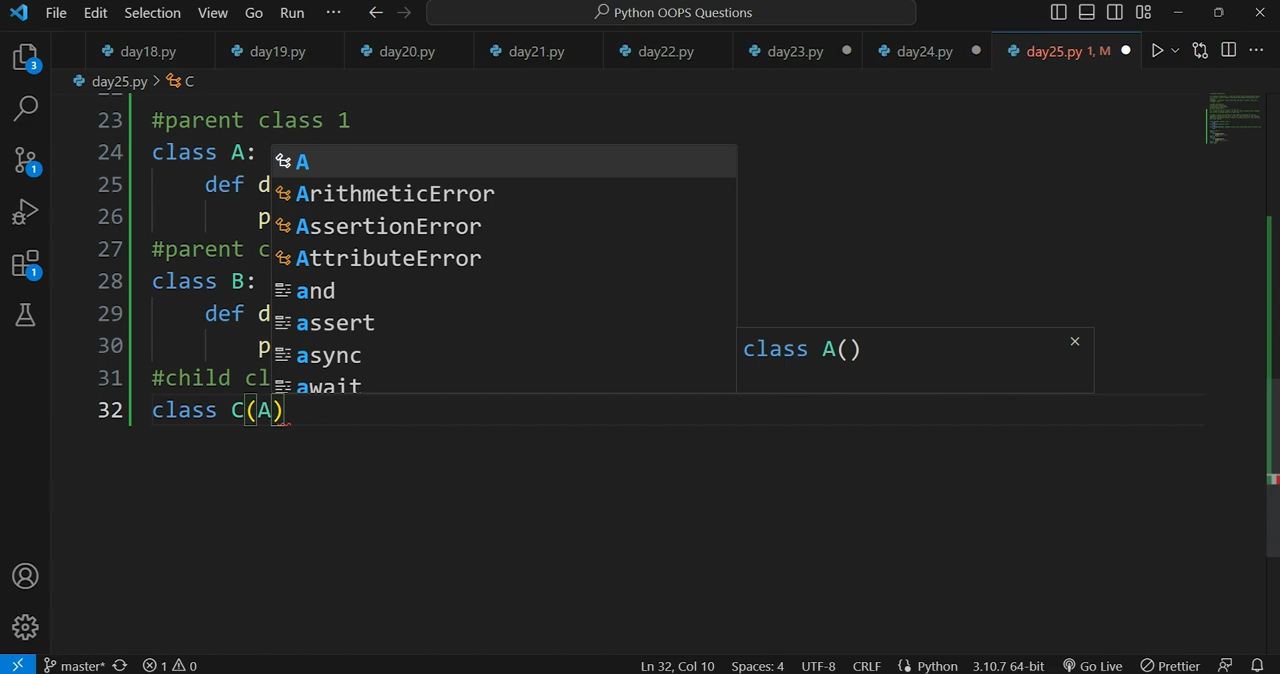 File Edit Selection View Go Run ··· Python OOPS Questions
day18.py day19.py day20.py day21.py day22.py day23.py day24.py day25.py 1, M
day25.py > C
23 #parent class 1
24 class A:
25 def d
26 p
27 #parent c
28 class B:
29 def d
30 p
31 #child cl
32 class C(A)
A
ArithmeticError
AssertionError
AttributeError
and
assert
async
await
class A()
3
1
1
master* 1 0 Ln 32, Col 10 Spaces: 4 UTF-8 CRLF Python 3.10.7 64-bit Go Live Prettier